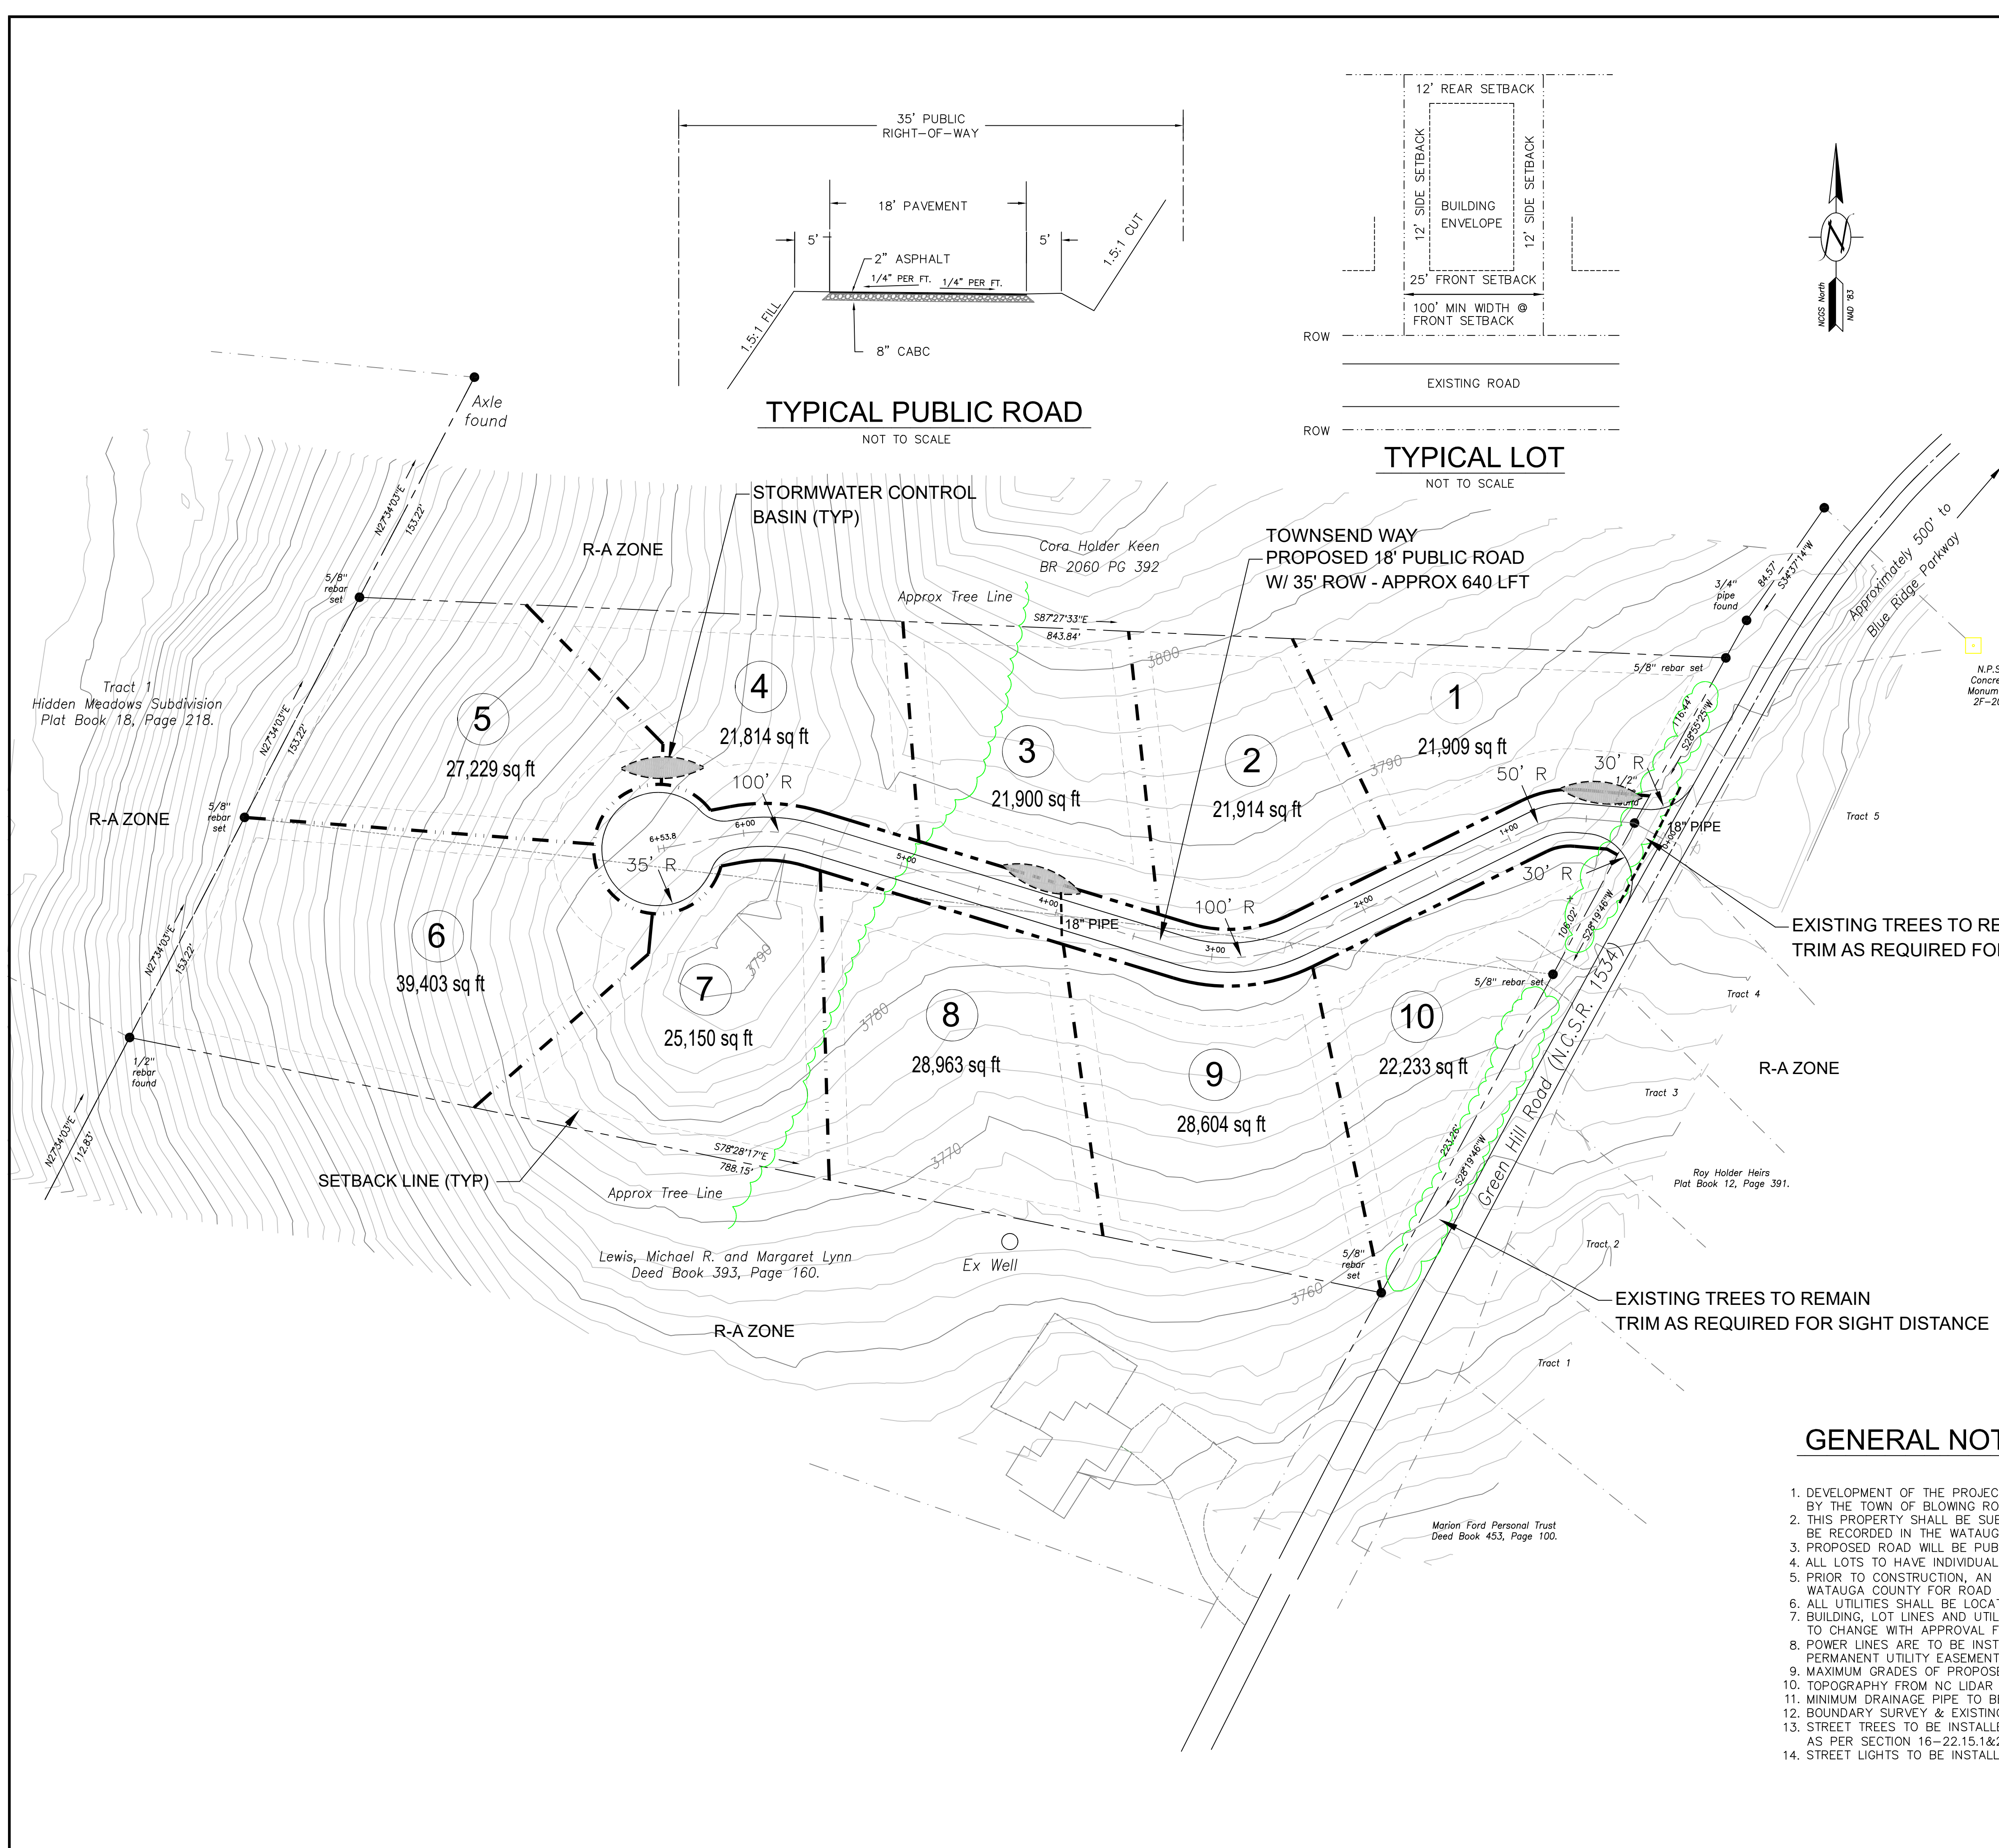 35' PUBLIC
RIGHT-OF-WAY
18' PAVEMENT
5'
5'
2" ASPHALT
1/4" PER FT.
1/4" PER FT.
1.5:1 CUT
1.5:1 FILL
8" CABC
TYPICAL PUBLIC ROAD
NOT TO SCALE
12' REAR SETBACK
12' SIDE SETBACK
12' SIDE SETBACK
BUILDING
ENVELOPE
25' FRONT SETBACK
100' MIN WIDTH @
FRONT SETBACK
ROW
EXISTING ROAD
ROW
TYPICAL LOT
NOT TO SCALE
N
NCGS North
NAD '83
Axle
found
N27°34'03"E
153.22'
STORMWATER CONTROL
BASIN (TYP)
R-A ZONE
Cora Holder Keen
BR 2060 PG 392
TOWNSEND WAY
PROPOSED 18' PUBLIC ROAD
W/ 35' ROW - APPROX 640 LFT
Approximately 500' to
Blue Ridge Parkway
84.57'
S34°37'14"W
3/4"
pipe
found
5/8"
rebar
set
Approx Tree Line
S87°27'33"E
843.84'
3800
5/8" rebar set
N.P.S
Concre
Monum
2F-20
Tract 1
Hidden Meadows Subdivision
Plat Book 18, Page 218.
N27°34'03"E
153.22'
5
27,229 sq ft
4
21,814 sq ft
3
21,900 sq ft
2
21,914 sq ft
1
21,909 sq ft
3790
116.44'
S28°55'25"W
100' R
50' R
30' R
1/2"
R-A ZONE
5/8"
rebar
set
6+53.8
6+00
5+00
4+00
3+00
2+00
1+00
0+00
18" PIPE
Tract 5
35' R
100' R
30' R
18" PIPE
106.02'
S28°19'46"W
EXISTING TREES TO RE
TRIM AS REQUIRED FO
6
39,403 sq ft
N27°34'03"E
153.22'
7
25,150 sq ft
3790
3780
8
28,963 sq ft
9
28,604 sq ft
10
22,233 sq ft
5/8" rebar set
Tract 4
R-A ZONE
Tract 3
1/2"
rebar
found
N27°34'03"E
112.83'
SETBACK LINE (TYP)
S78°28'17"E
788.15'
3770
Approx Tree Line
223.26'
S28°19'46"W
Green Hill Road (N.C.S.R. 1534)
Roy Holder Heirs
Plat Book 12, Page 391.
Tract 2
Lewis, Michael R. and Margaret Lynn
Deed Book 393, Page 160.
Ex Well
5/8"
rebar
set
3760
EXISTING TREES TO REMAIN
TRIM AS REQUIRED FOR SIGHT DISTANCE
R-A ZONE
Tract 1
Marion Ford Personal Trust
Deed Book 453, Page 100.
GENERAL NOT
1. DEVELOPMENT OF THE PROJEC
BY THE TOWN OF BLOWING RO
2. THIS PROPERTY SHALL BE SUB
BE RECORDED IN THE WATAUG
3. PROPOSED ROAD WILL BE PUB
4. ALL LOTS TO HAVE INDIVIDUAL
5. PRIOR TO CONSTRUCTION, AN
WATAUGA COUNTY FOR ROAD
6. ALL UTILITIES SHALL BE LOCAT
7. BUILDING, LOT LINES AND UTIL
TO CHANGE WITH APPROVAL F
8. POWER LINES ARE TO BE INST
PERMANENT UTILITY EASEMENT
9. MAXIMUM GRADES OF PROPOSE
10. TOPOGRAPHY FROM NC LIDAR
11. MINIMUM DRAINAGE PIPE TO BE
12. BOUNDARY SURVEY & EXISTING
13. STREET TREES TO BE INSTALLE
AS PER SECTION 16-22.15.1&2
14. STREET LIGHTS TO BE INSTALL